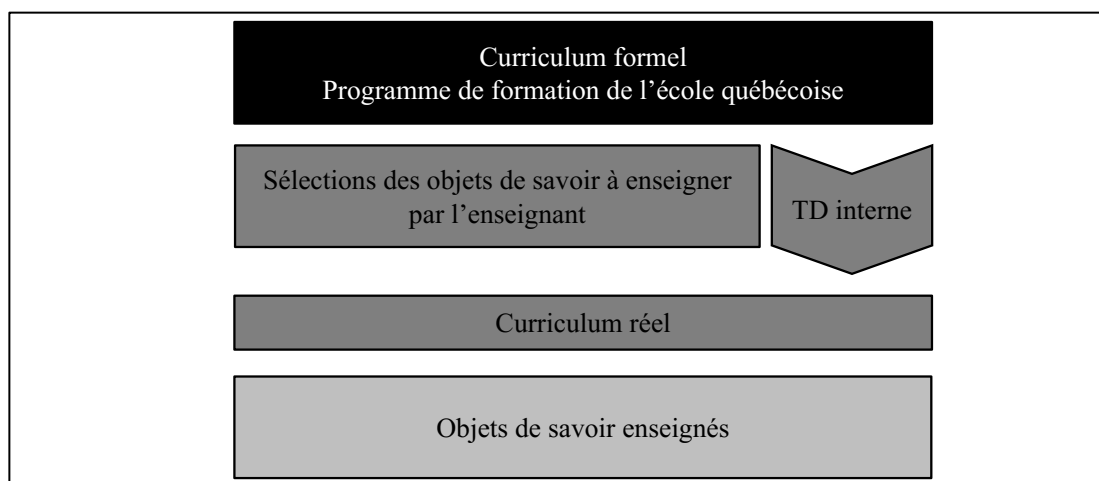 Curriculum formel
Programme de formation de l’école québécoise
Sélections des objets de savoir à enseigner
par l’enseignant
TD interne
Curriculum réel
Objets de savoir enseignés